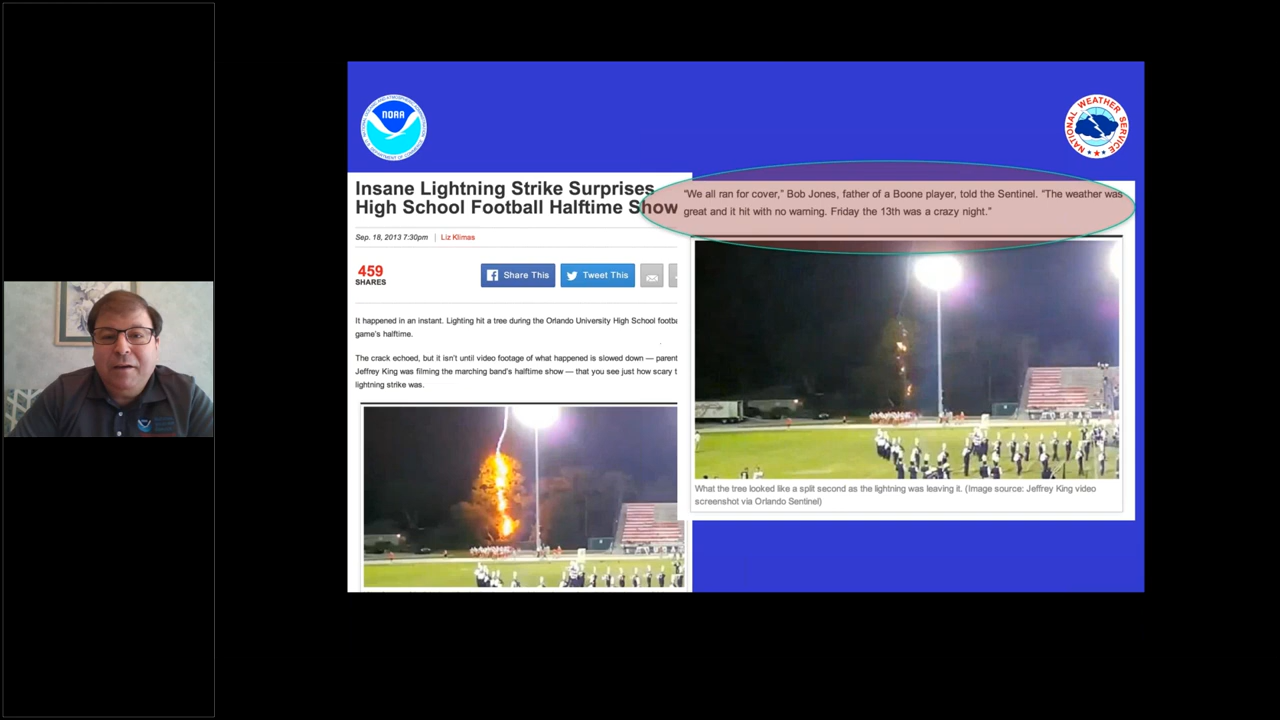 NOAA
NATIONAL WEATHER SERVICE
Insane Lightning Strike Surprises
High School Football Halftime Show
Sep. 18, 2013 7:30pm | Liz Klimas
459
SHARES
Share This
Tweet This
It happened in an instant. Lighting hit a tree during the Orlando University High School footba
game's halftime.
The crack echoed, but it isn't until video footage of what happened is slowed down — parent
Jeffrey King was filming the marching band's halftime show — that you see just how scary t
lightning strike was.
"We all ran for cover," Bob Jones, father of a Boone player, told the Sentinel. "The weather was
great and it hit with no warning. Friday the 13th was a crazy night."
What the tree looked like a split second as the lightning was leaving it. (Image source: Jeffrey King video
screenshot via Orlando Sentinel)